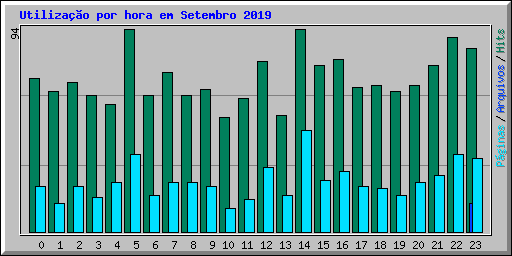 Utilização por hora em Setembro 2019
94
Páginas / Arquivos / Hits
0 1 2 3 4 5 6 7 8 9 10 11 12 13 14 15 16 17 18 19 20 21 22 23